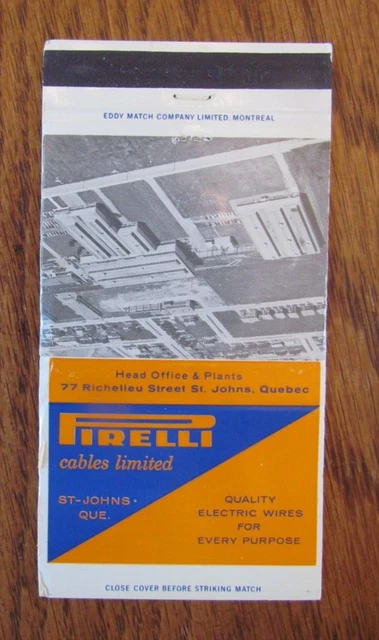 EDDY MATCH COMPANY LIMITED, MONTREAL
Head Office & Plants
77 Richelieu Street St. Johns, Quebec
PIRELLI
cables limited
ST-JOHNS •
QUE.
QUALITY
ELECTRIC WIRES
FOR
EVERY PURPOSE
CLOSE COVER BEFORE STRIKING MATCH